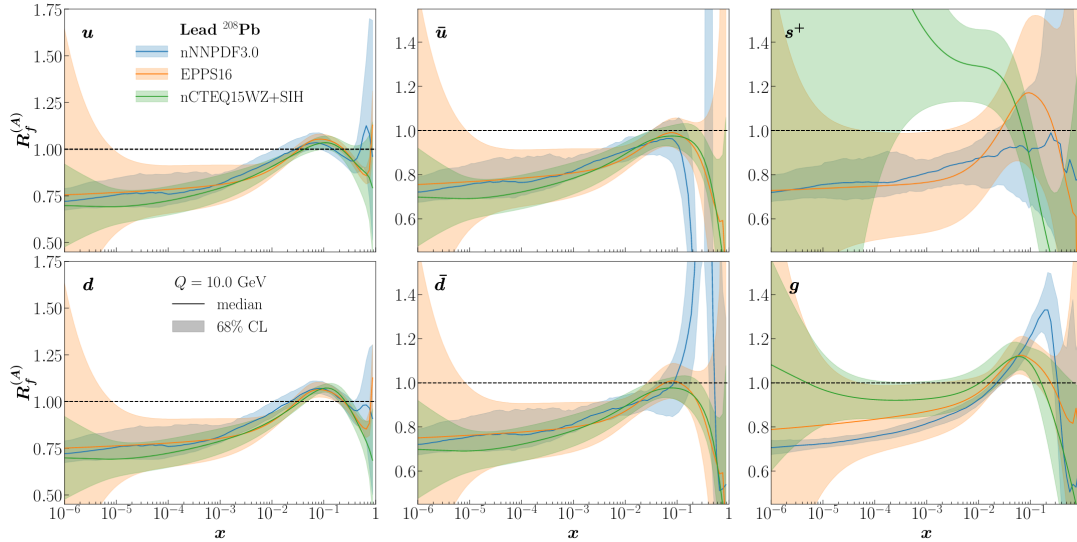 1.75
1.50
1.25
1.00
0.75
0.50
R_f^{(A)}
u
Lead ²⁰⁸Pb
nNNPDF3.0
EPPS16
nCTEQ15WZ+SIH
1.4
1.2
1.0
0.8
0.6
ū
1.4
1.2
1.0
0.8
0.6
s⁺
1.75
1.50
1.25
1.00
0.75
0.50
R_f^{(A)}
d
Q = 10.0 GeV
median
68% CL
10⁻⁶ 10⁻⁵ 10⁻⁴ 10⁻³ 10⁻² 10⁻¹ 1
x
1.4
1.2
1.0
0.8
0.6
d̄
10⁻⁶ 10⁻⁵ 10⁻⁴ 10⁻³ 10⁻² 10⁻¹ 1
x
1.4
1.2
1.0
0.8
0.6
g
10⁻⁶ 10⁻⁵ 10⁻⁴ 10⁻³ 10⁻² 10⁻¹ 1
x